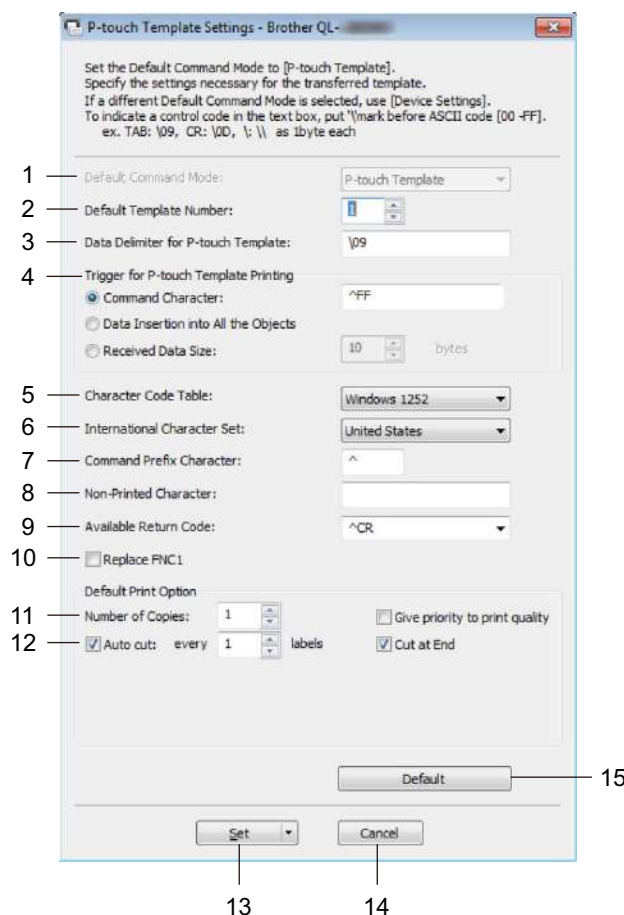 P-touch Template Settings - Brother QL-
Set the Default Command Mode to [P-touch Template].
Specify the settings necessary for the transferred template.
If a different Default Command Mode is selected, use [Device Settings].
To indicate a control code in the text box, put '\'mark before ASCII code [00 -FF].
ex. TAB: \09, CR: \0D, \: \\ as 1byte each
1 Default Command Mode: P-touch Template
2 Default Template Number: 1
3 Data Delimiter for P-touch Template: \09
4 Trigger for P-touch Template Printing
Command Character: ^FF
Data Insertion into All the Objects
Received Data Size: 10 bytes
5 Character Code Table: Windows 1252
6 International Character Set: United States
7 Command Prefix Character: ^
8 Non-Printed Character:
9 Available Return Code: ^CR
10 Replace FNC1
Default Print Option
11 Number of Copies: 1 Give priority to print quality
12 Auto cut: every 1 labels Cut at End
Default 15
Set Cancel
13 14